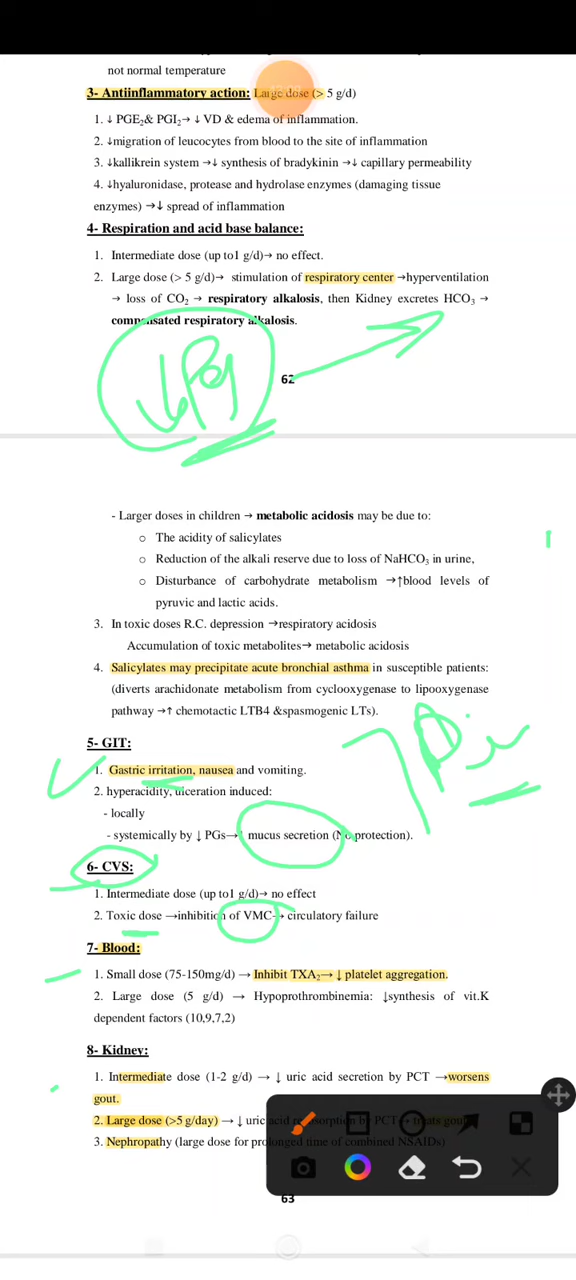 not normal temperature
3- Antiinflammatory action: Large dose (> 5 g/d)
1. ↓ PGE2& PGI2→ ↓ VD & edema of inflammation.
2. ↓migration of leucocytes from blood to the site of inflammation
3. ↓kallikrein system →↓ synthesis of bradykinin →↓ capillary permeability
4. ↓hyaluronidase, protease and hydrolase enzymes (damaging tissue
enzymes) →↓ spread of inflammation
4- Respiration and acid base balance:
1. Intermediate dose (up to1 g/d)→ no effect.
2. Large dose (> 5 g/d)→ stimulation of respiratory center →hyperventilation
→ loss of CO2 → respiratory alkalosis, then Kidney excretes HCO3 →
compensated respiratory alkalosis.
62
- Larger doses in children → metabolic acidosis may be due to:
o The acidity of salicylates
o Reduction of the alkali reserve due to loss of NaHCO3 in urine,
o Disturbance of carbohydrate metabolism →↑blood levels of
pyruvic and lactic acids.
3. In toxic doses R.C. depression →respiratory acidosis
Accumulation of toxic metabolites→ metabolic acidosis
4. Salicylates may precipitate acute bronchial asthma in susceptible patients:
(diverts arachidonate metabolism from cyclooxygenase to lipooxygenase
pathway →↑ chemotactic LTB4 &spasmogenic LTs).
5- GIT:
1. Gastric irritation, nausea and vomiting.
2. hyperacidity, ulceration induced:
- locally
- systemically by ↓ PGs→ mucus secretion (No protection).
6- CVS:
1. Intermediate dose (up to1 g/d)→ no effect
2. Toxic dose →inhibition of VMC→ circulatory failure
7- Blood:
1. Small dose (75-150mg/d) → Inhibit TXA2→ ↓ platelet aggregation.
2. Large dose (5 g/d) → Hypoprothrombinemia: ↓synthesis of vit.K
dependent factors (10,9,7,2)
8- Kidney:
1. Intermediate dose (1-2 g/d) → ↓ uric acid secretion by PCT →worsens
gout.
2. Large dose (>5 g/day) → ↓ uric acid reabsorption by PCT→ treats gout
3. Nephropathy (large dose for prolonged time of combined NSAIDs)
63